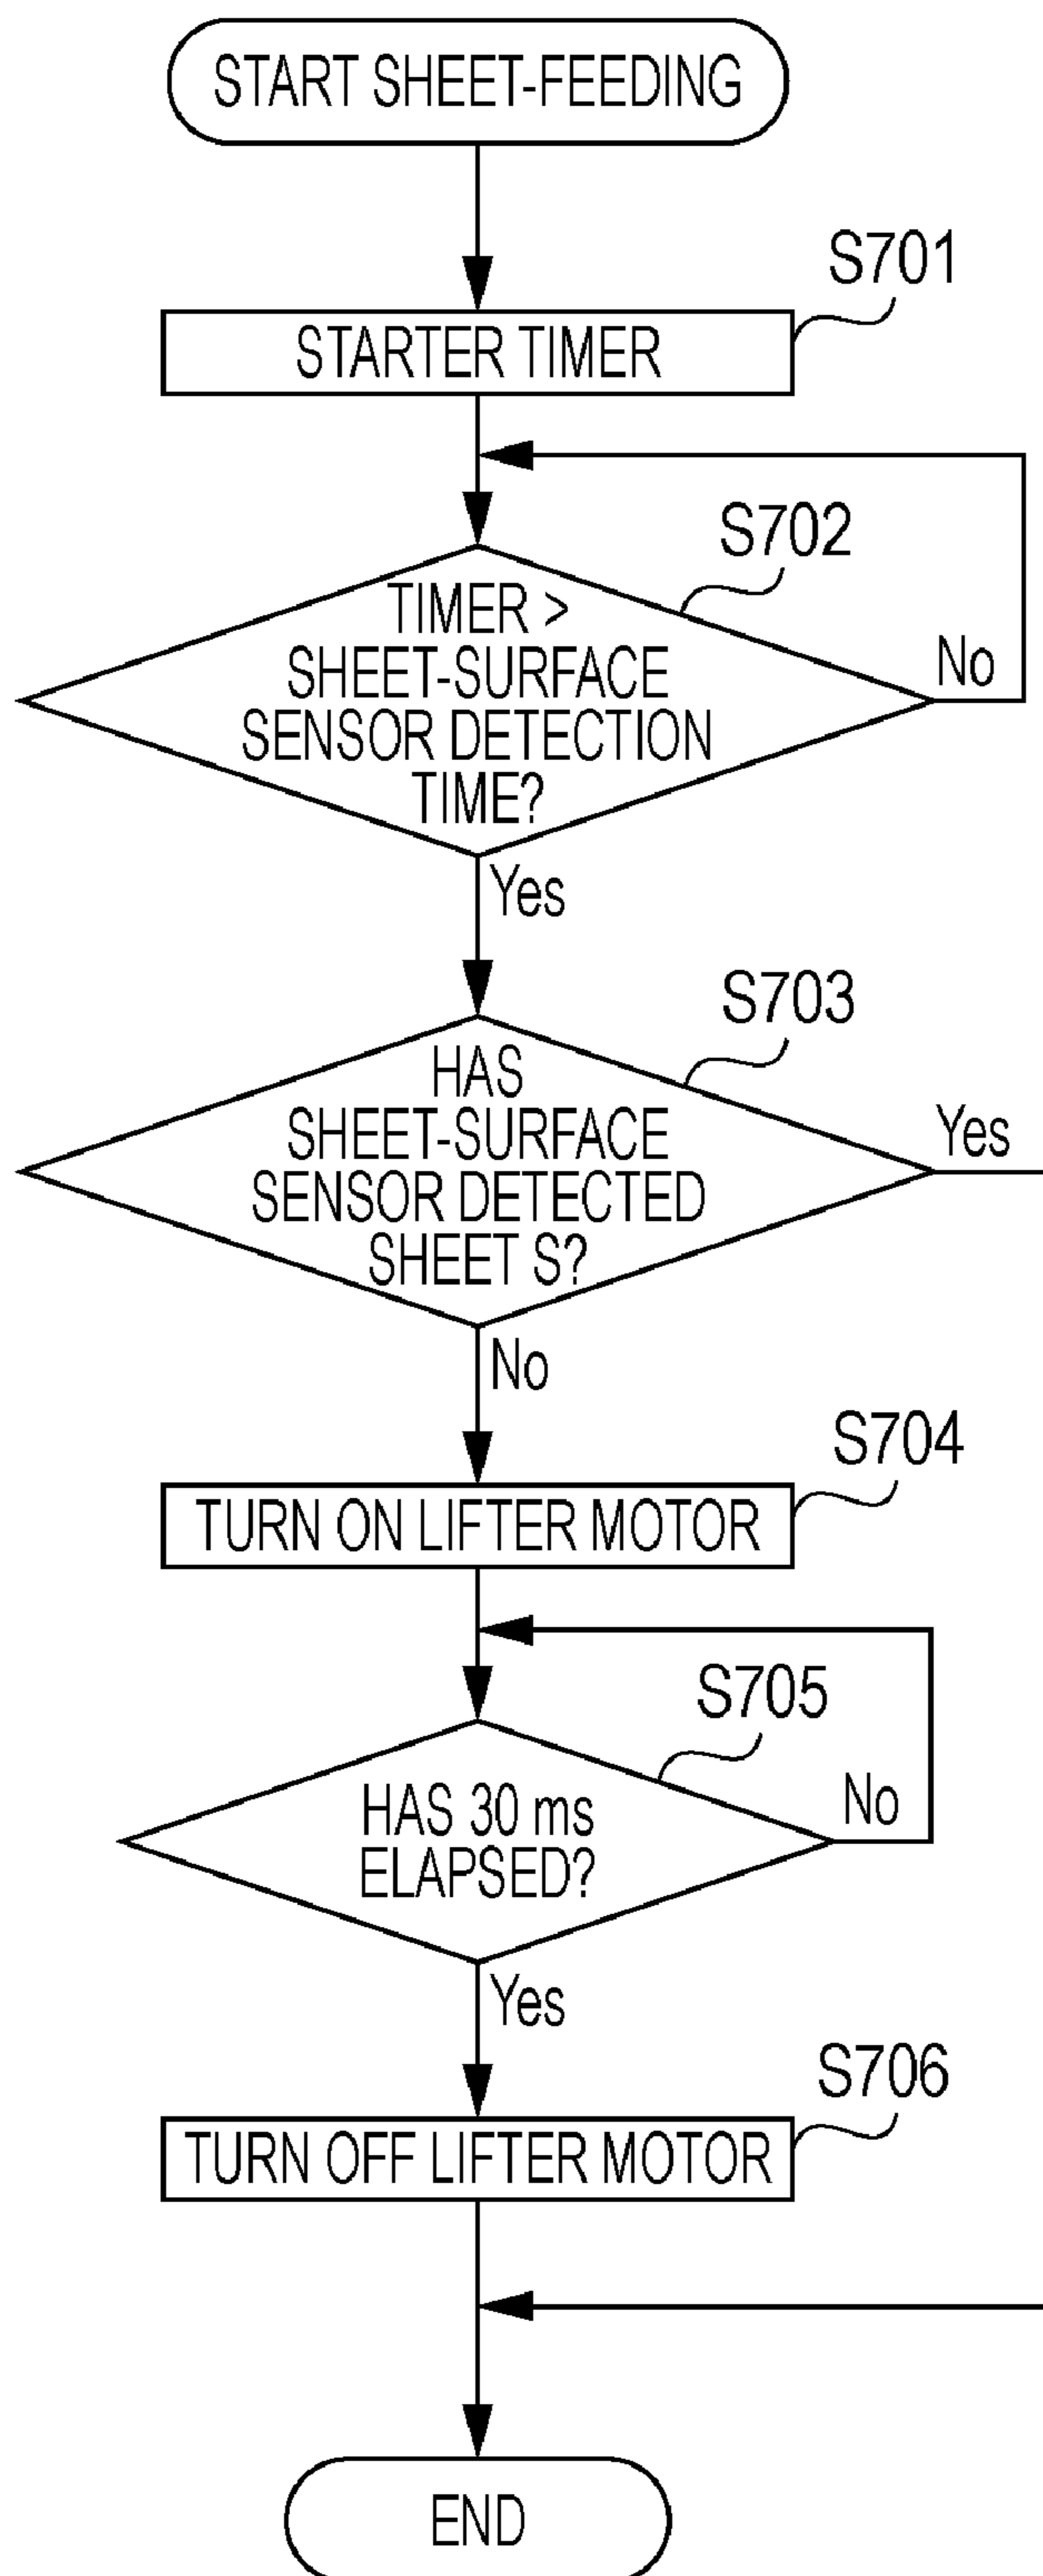 START SHEET-FEEDING
S701
STARTER TIMER
S702
TIMER >
SHEET-SURFACE
SENSOR DETECTION
TIME?
No
Yes
S703
HAS
SHEET-SURFACE
SENSOR DETECTED
SHEET S?
Yes
No
S704
TURN ON LIFTER MOTOR
S705
HAS 30 ms
ELAPSED?
No
Yes
S706
TURN OFF LIFTER MOTOR
END